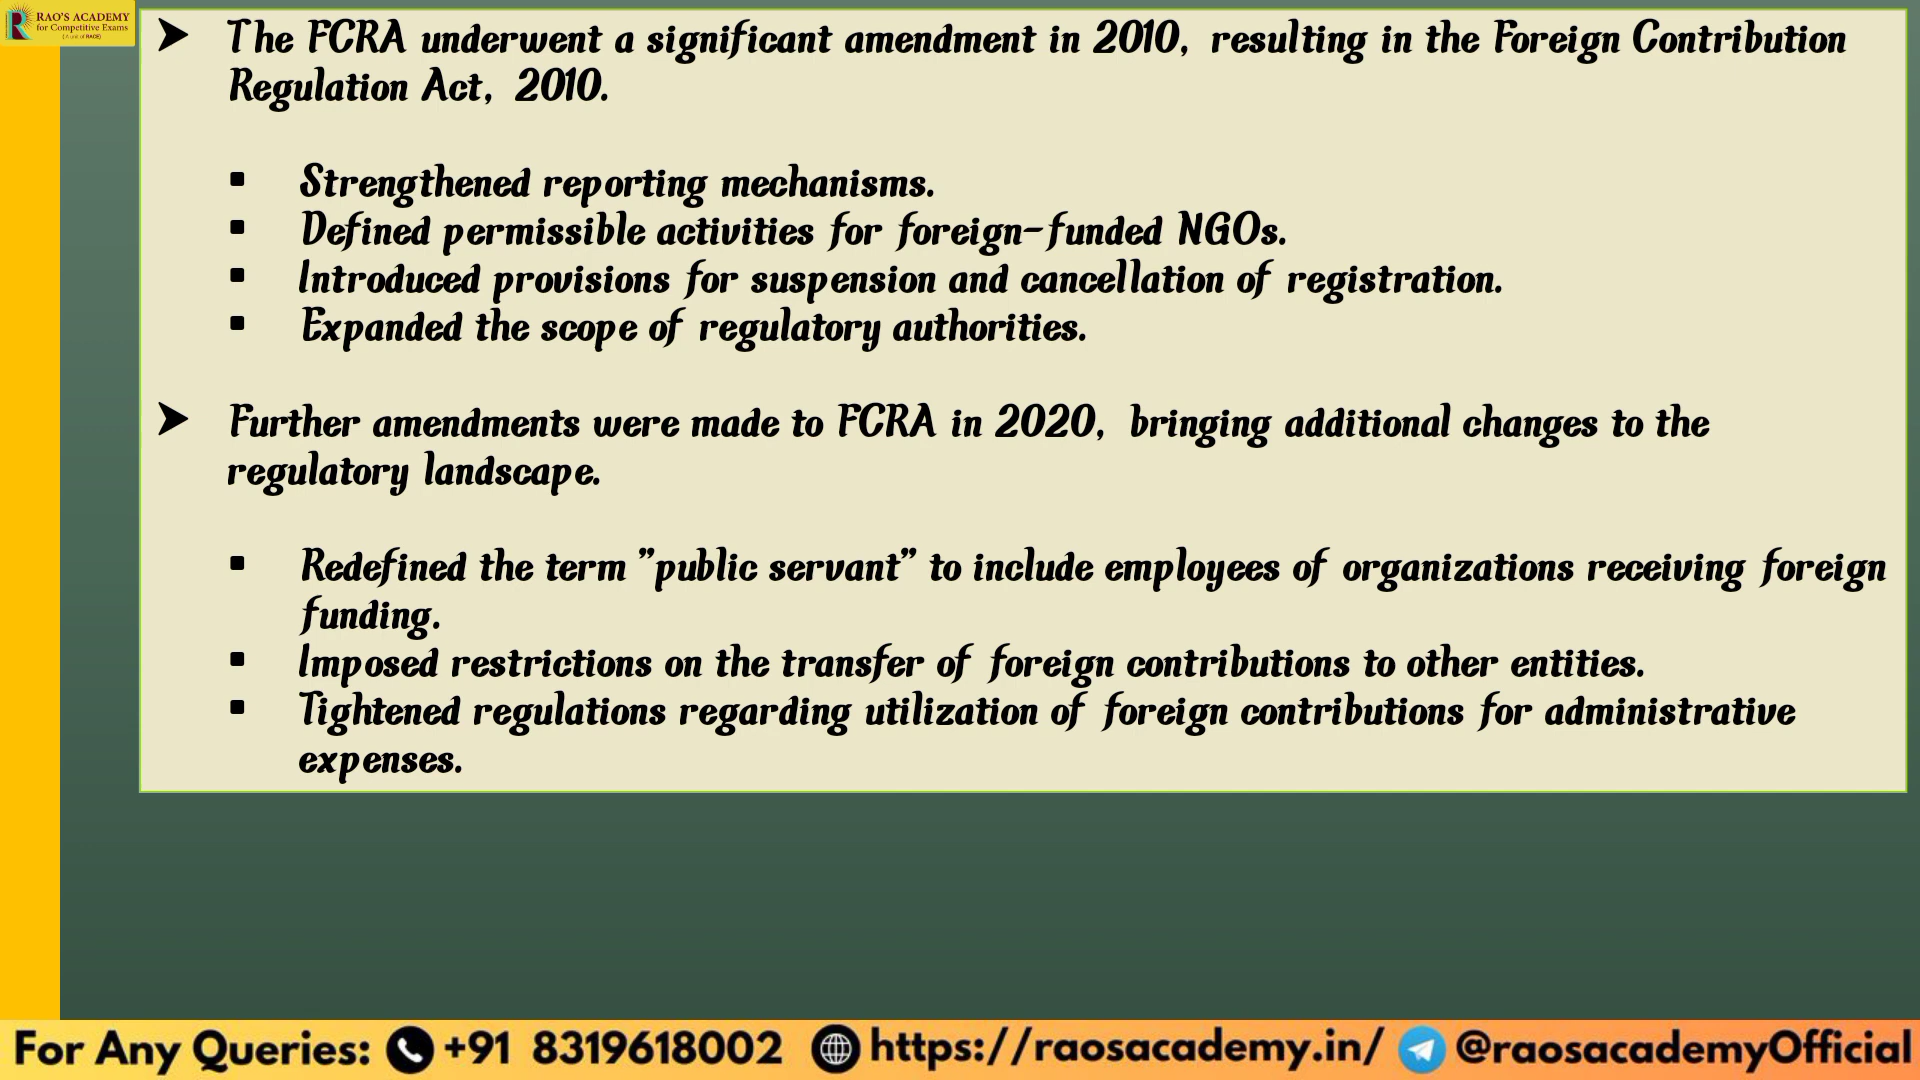 RAO'S ACADEMY
for Competitive Exams
(A unit of RACE)
➤ The FCRA underwent a significant amendment in 2010, resulting in the Foreign Contribution
Regulation Act, 2010.
▪ Strengthened reporting mechanisms.
▪ Defined permissible activities for foreign-funded NGOs.
▪ Introduced provisions for suspension and cancellation of registration.
▪ Expanded the scope of regulatory authorities.
➤ Further amendments were made to FCRA in 2020, bringing additional changes to the
regulatory landscape.
▪ Redefined the term "public servant" to include employees of organizations receiving foreign
funding.
▪ Imposed restrictions on the transfer of foreign contributions to other entities.
▪ Tightened regulations regarding utilization of foreign contributions for administrative
expenses.
For Any Queries: +91 8319618002 https://raosacademy.in/ @raosacademyOfficial